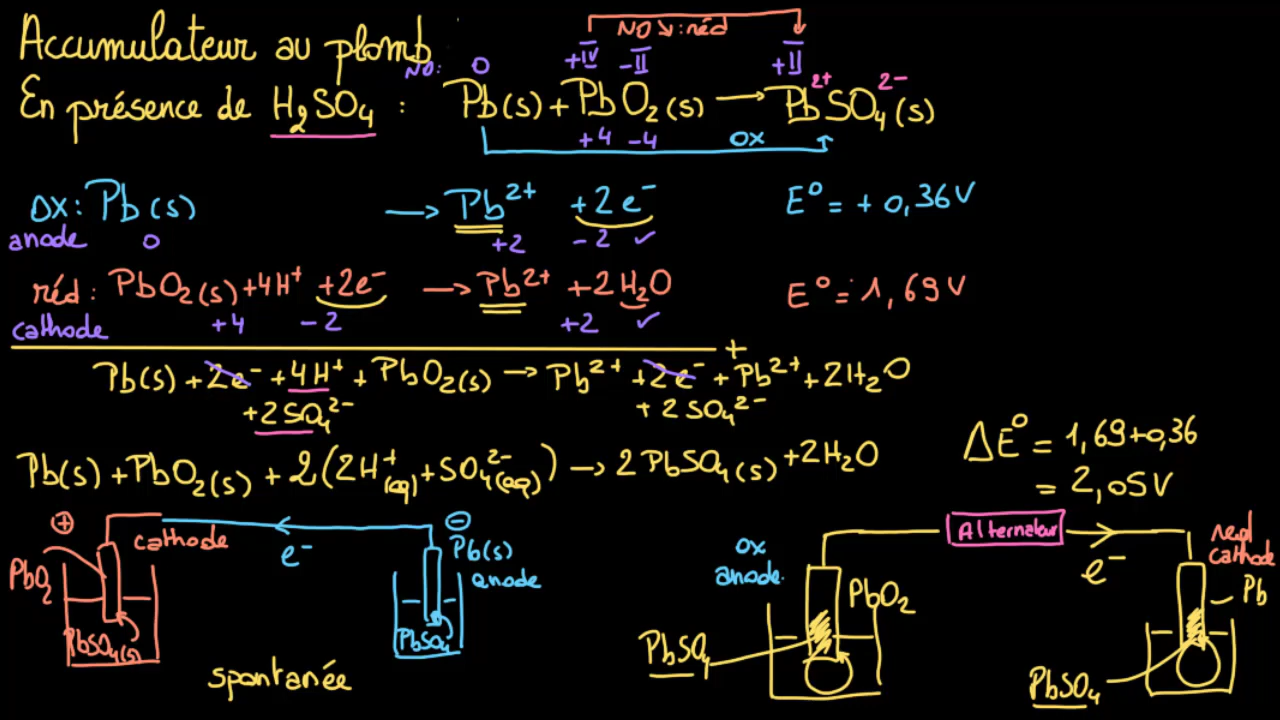 Accumulateur au plomb
NO↘: réd
NO: 0 +IV -II +II
En présence de H₂SO₄ : Pb(s) + PbO₂(s) → Pb²⁺SO₄²⁻(s)
+4 -4 ox
ox: Pb(s) → Pb²⁺ + 2e⁻ E° = + 0,36V
anode 0 +2 -2 ✓
réd: PbO₂(s) + 4H⁺ + 2e⁻ → Pb²⁺ + 2H₂O E° = 1,69V
cathode +4 -2 +2 ✓
+
Pb(s) + 2e⁻ + 4H⁺ + PbO₂(s) → Pb²⁺ + 2e⁻ + Pb²⁺ + 2H₂O
+ 2SO₄²⁻ + 2SO₄²⁻
Pb(s) + PbO₂(s) + 2(2H⁺(aq) + SO₄²⁻(aq)) → 2PbSO₄(s) + 2H₂O
ΔE° = 1,69+0,36
= 2,05V
⊕ cathode e⁻ ⊖ Pb(s)
anode
PbO₂
PbSO₄(s) PbSO₄
spontanée
ox
anode
Alternateur
e⁻
red
cathode
PbO₂ Pb
PbSO₄ PbSO₄